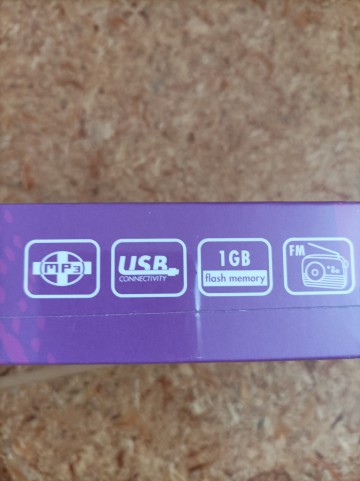 MP3
USB
CONNECTIVITY
1GB
flash memory
FM